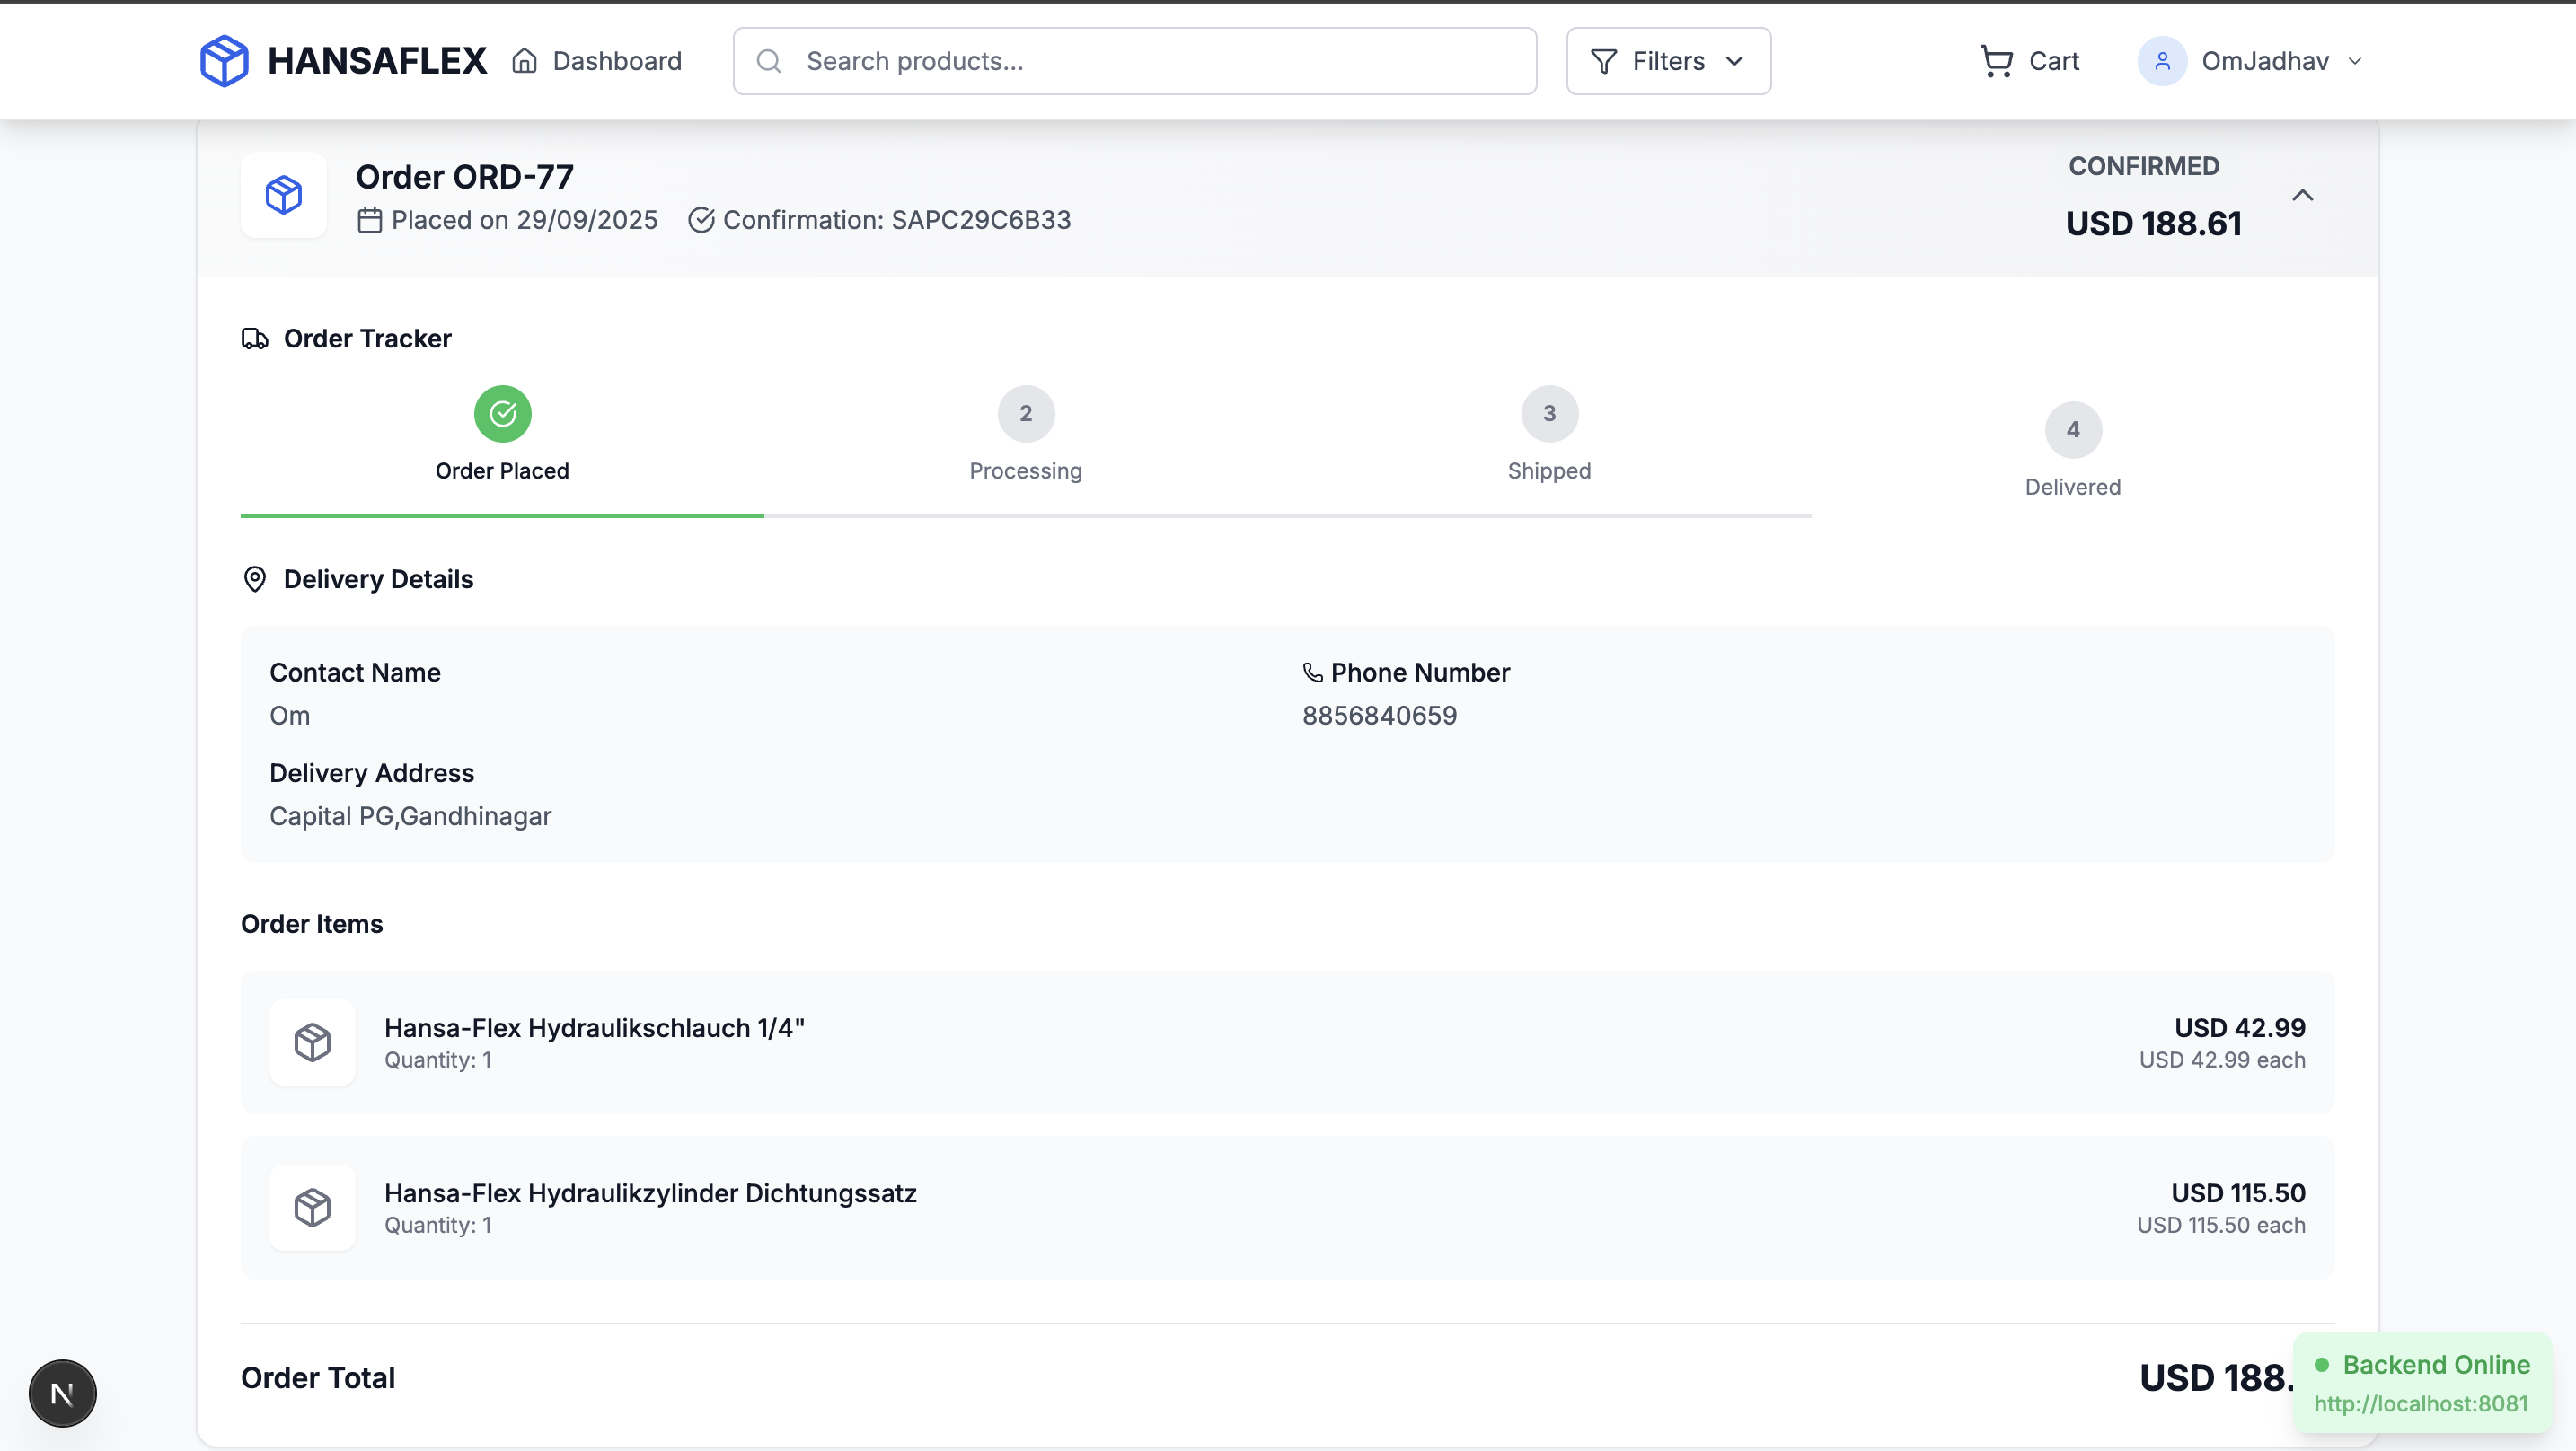 HANSAFLEX
Dashboard
Search products...
Filters
Cart
OmJadhav
Order ORD-77
Placed on 29/09/2025
Confirmation: SAPC29C6B33
CONFIRMED
USD 188.61
Order Tracker
2
3
4
Order Placed
Processing
Shipped
Delivered
Delivery Details
Contact Name
Om
Phone Number
8856840659
Delivery Address
Capital PG,Gandhinagar
Order Items
Hansa-Flex Hydraulikschlauch 1/4"
Quantity: 1
USD 42.99
USD 42.99 each
Hansa-Flex Hydraulikzylinder Dichtungssatz
Quantity: 1
USD 115.50
USD 115.50 each
Order Total
USD 188.
Backend Online
http://localhost:8081
N